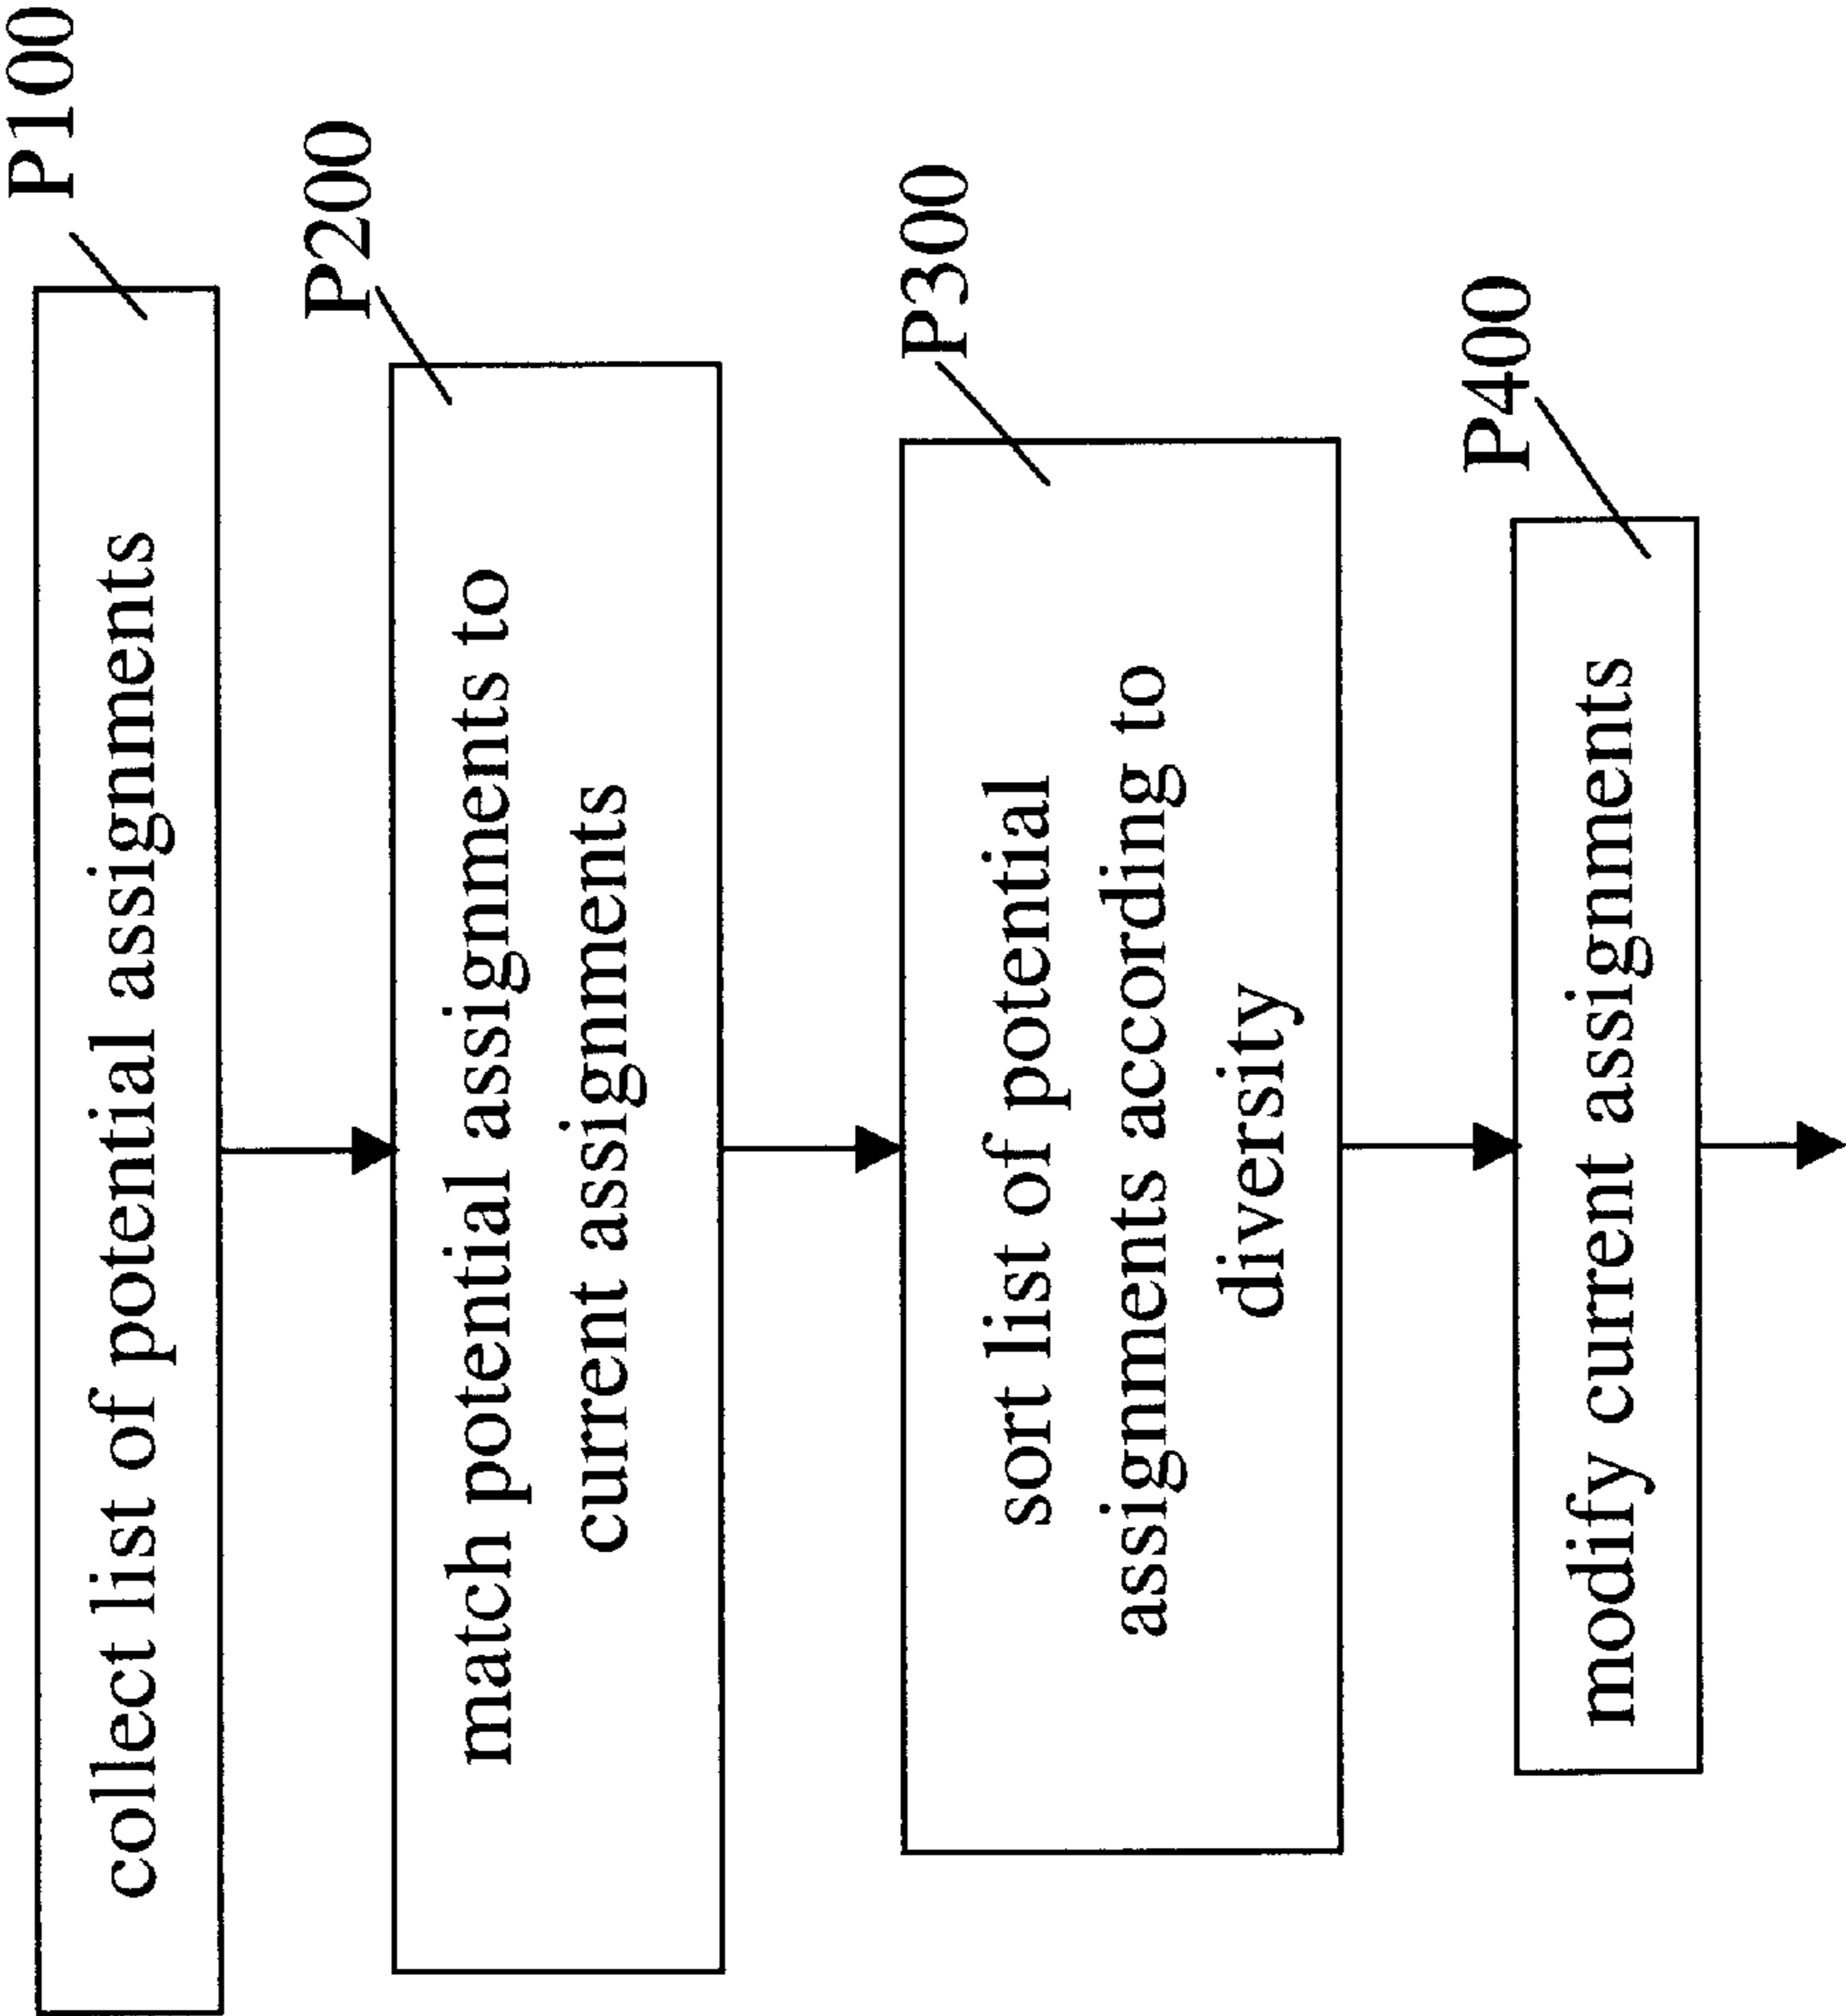 P100
collect list of potential assignments
P200
match potential assignments to
current assignments
P300
sort list of potential
assignments according to
diversity
P400
modify current assignments